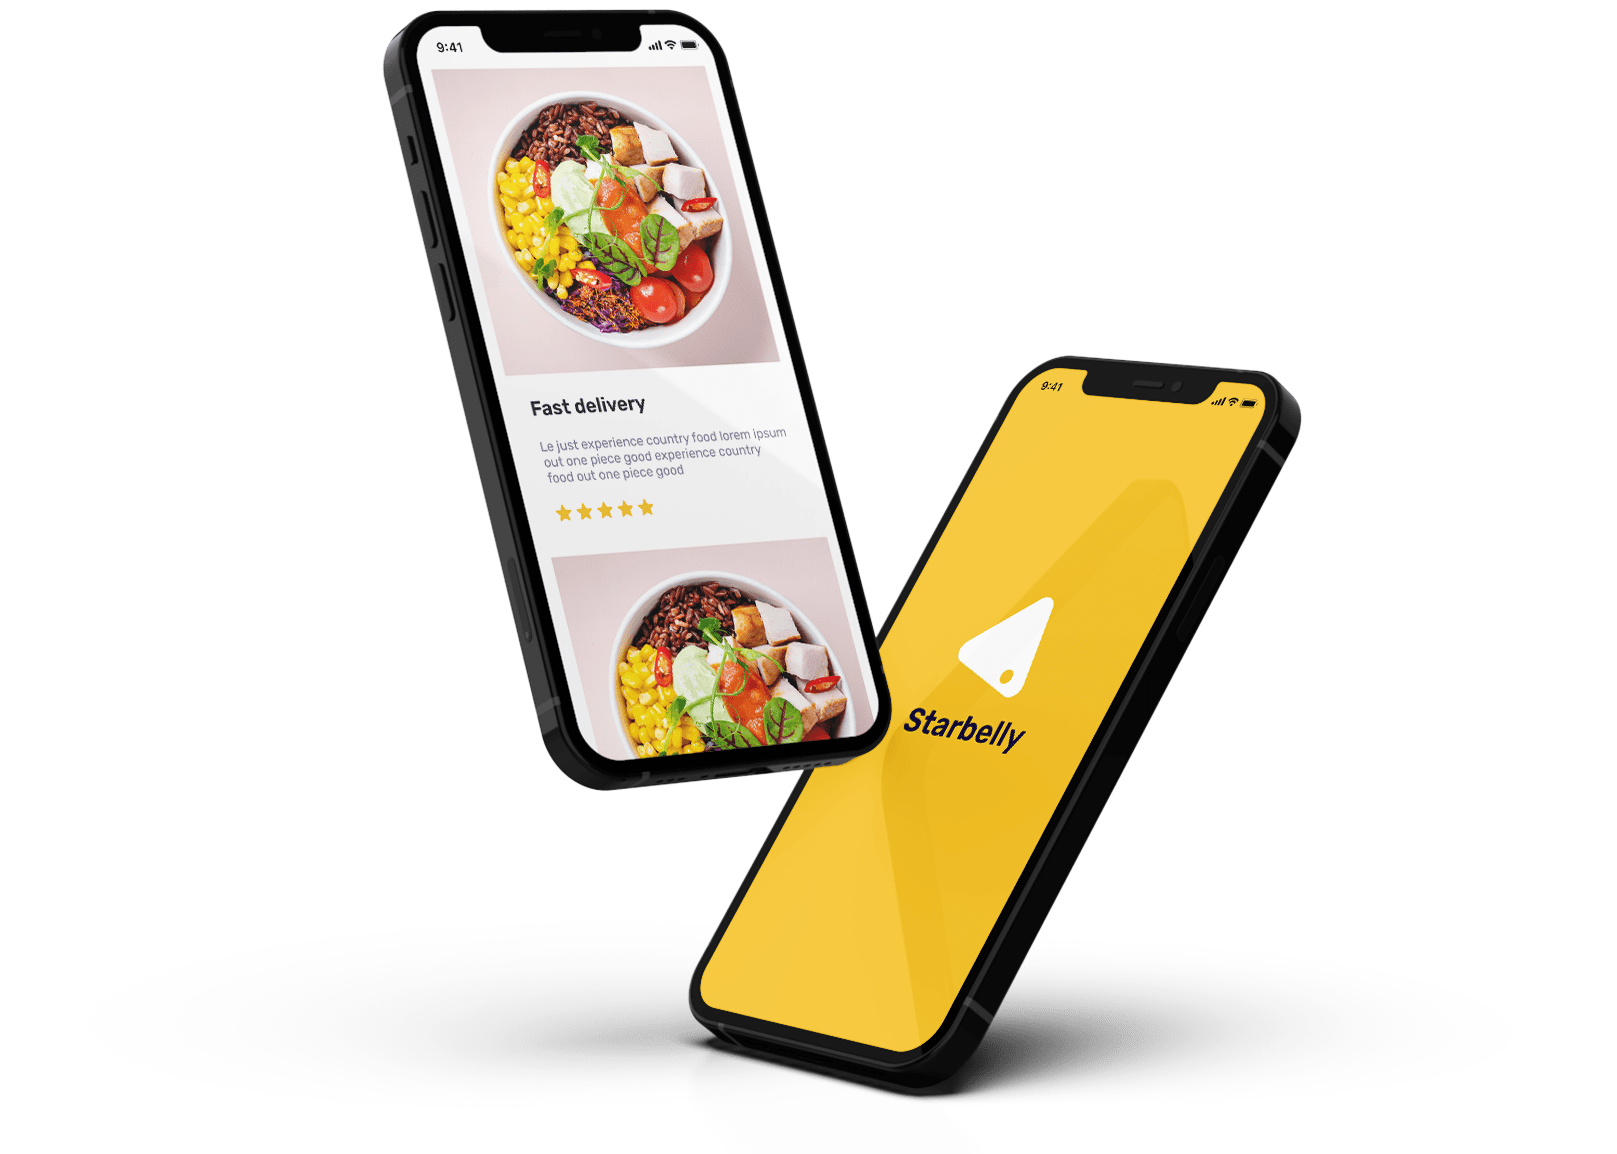 9:41
Fast delivery
Le just experience country food lorem ipsum
out one piece good experience country
food out one piece good
9:41
Starbelly